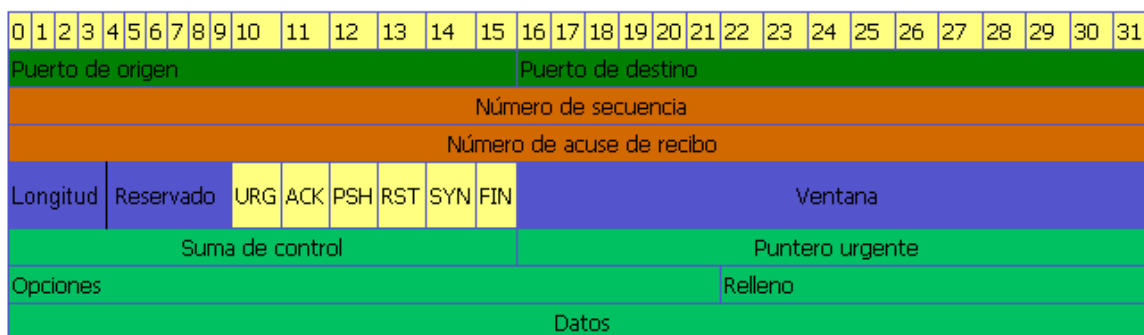 0 1 2 3 4 5 6 7 8 9 10 11 12 13 14 15 16 17 18 19 20 21 22 23 24 25 26 27 28 29 30 31
Puerto de origen Puerto de destino
Número de secuencia
Número de acuse de recibo
Longitud Reservado URG ACK PSH RST SYN FIN Ventana
Suma de control Puntero urgente
Opciones Relleno
Datos